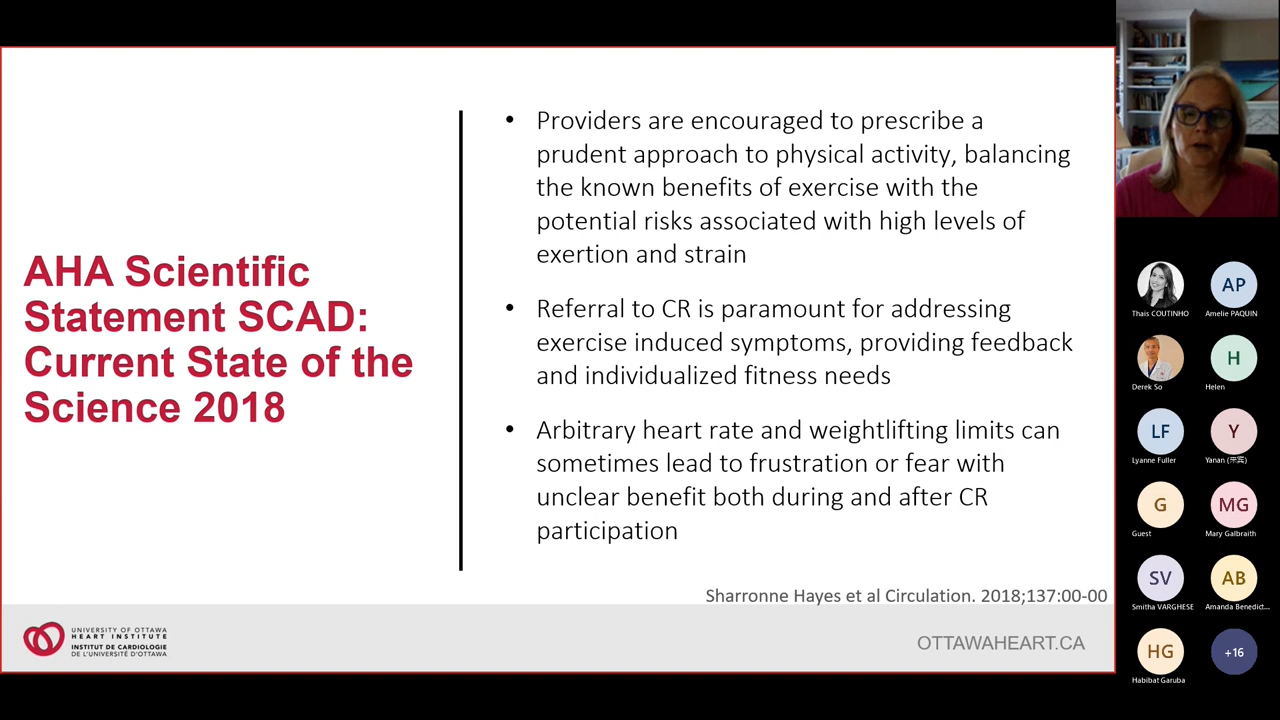 AHA Scientific
Statement SCAD:
Current State of the
Science 2018
• Providers are encouraged to prescribe a
prudent approach to physical activity, balancing
the known benefits of exercise with the
potential risks associated with high levels of
exertion and strain
• Referral to CR is paramount for addressing
exercise induced symptoms, providing feedback
and individualized fitness needs
• Arbitrary heart rate and weightlifting limits can
sometimes lead to frustration or fear with
unclear benefit both during and after CR
participation
Sharronne Hayes et al Circulation. 2018;137:00-00
UNIVERSITY OF OTTAWA
HEART INSTITUTE
INSTITUT DE CARDIOLOGIE
DE L'UNIVERSITÉ D'OTTAWA
OTTAWAHEART.CA
Thais COUTINHO
AP
Amelie PAQUIN
Derek So
H
Helen
LF
Lyanne Fuller
Y
Yanan
G
Guest
MG
Mary Galbraith
SV
Smitha VARGHESE
AB
Amanda Benedict...
HG
Habibat Garuba
+16